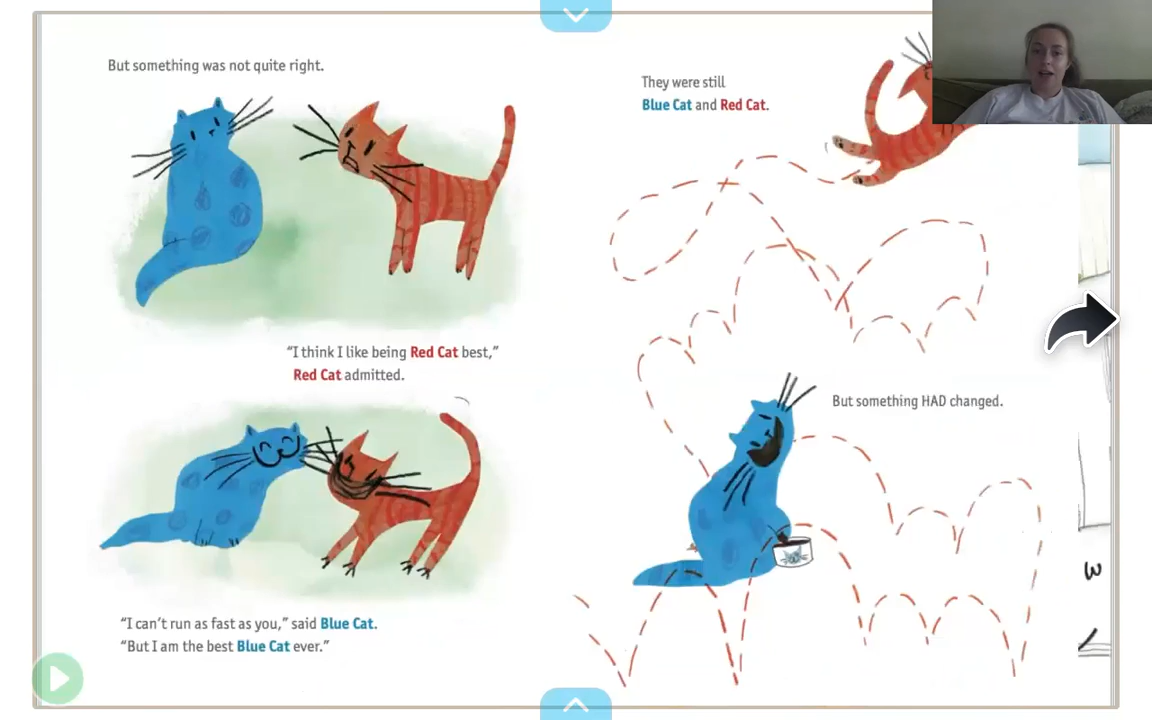 But something was not quite right.
"I think I like being Red Cat best,"
Red Cat admitted.
"I can't run as fast as you," said Blue Cat.
"But I am the best Blue Cat ever."
They were still
Blue Cat and Red Cat.
But something HAD changed.